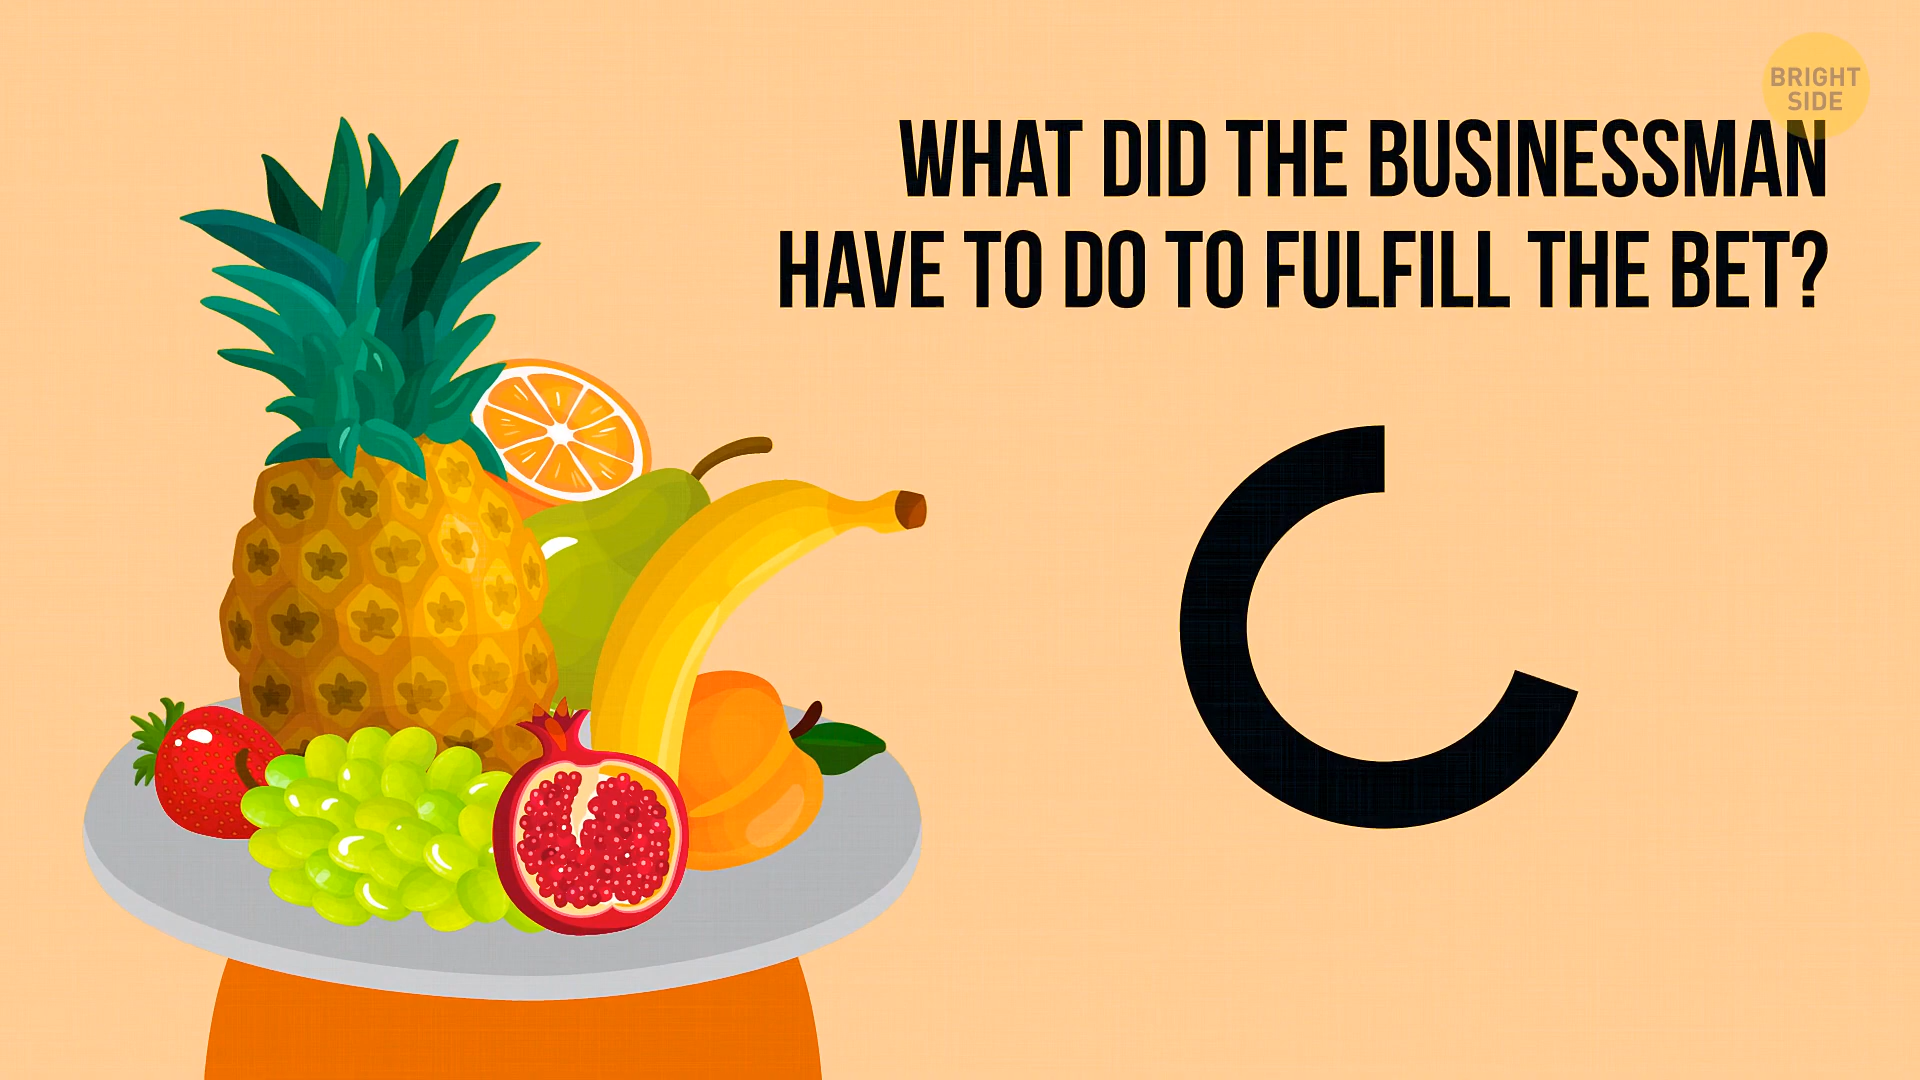 BRIGHT
SIDE
WHAT DID THE BUSINESSMAN
HAVE TO DO TO FULFILL THE BET?